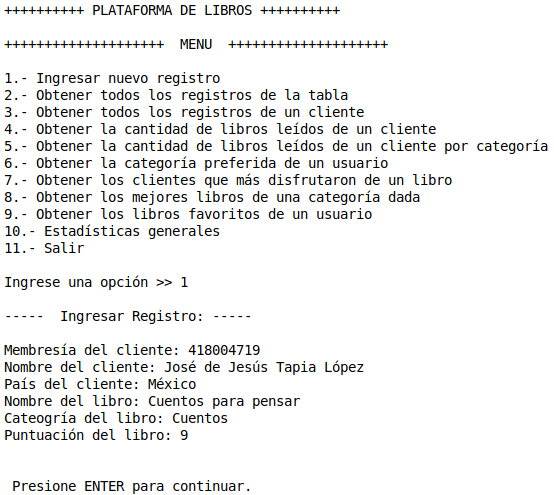 ++++++++++ PLATAFORMA DE LIBROS ++++++++++
++++++++++++++++++++  MENU  ++++++++++++++++++++
1.- Ingresar nuevo registro
2.- Obtener todos los registros de la tabla
3.- Obtener todos los registros de un cliente
4.- Obtener la cantidad de libros leídos de un cliente
5.- Obtener la cantidad de libros leídos de un cliente por categoría
6.- Obtener la categoría preferida de un usuario
7.- Obtener los clientes que más disfrutaron de un libro
8.- Obtener los mejores libros de una categoría dada
9.- Obtener los libros favoritos de un usuario
10.- Estadísticas generales
11.- Salir
Ingrese una opción >> 1
-----  Ingresar Registro: -----
Membresía del cliente: 418004719
Nombre del cliente: José de Jesús Tapia López
País del cliente: México
Nombre del libro: Cuentos para pensar
Cateogría del libro: Cuentos
Puntuación del libro: 9
Presione ENTER para continuar.